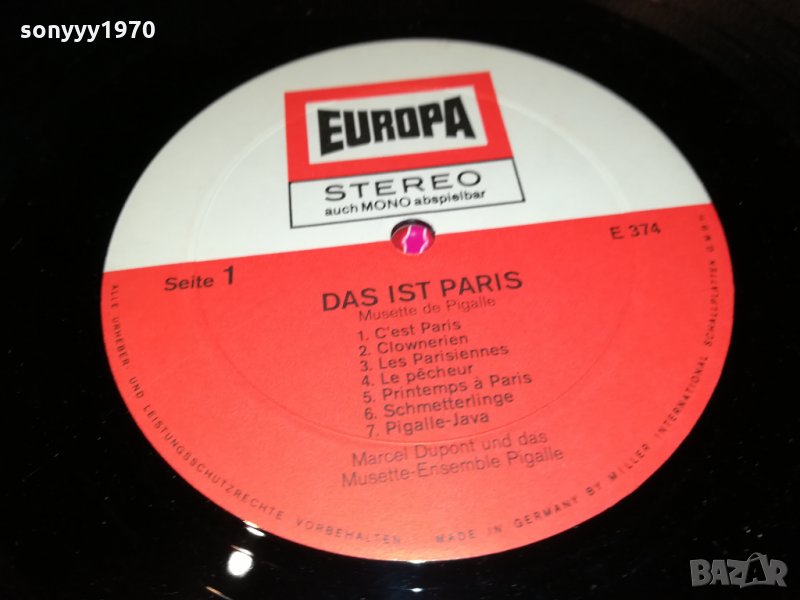 sonyyy1970
EUROPA
STEREO
auch MONO abspielbar
E 374
Seite 1
DAS IST PARIS
Musette de Pigalle
1. C'est Paris
2. Clownerien
3. Les Parisiennes
4. Le pêcheur
5. Printemps à Paris
6. Schmetterlinge
7. Pigalle-Java
Marcel Dupont und das
Musette-Ensemble Pigalle
ALLE URHEBER- UND LEISTUNGSSCHUTZRECHTE VORBEHALTEN
MADE IN GERMANY BY MILLER INTERNATIONAL SCHALLPLATTEN GMBH
BAZAR